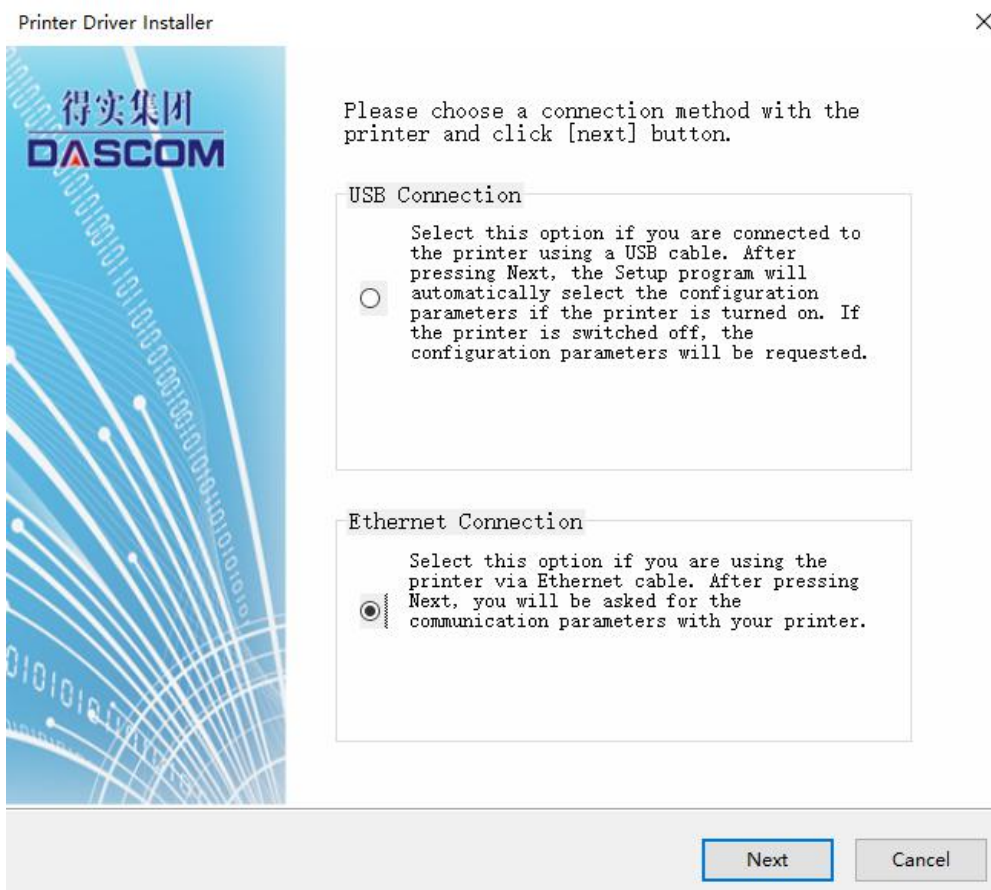 Printer Driver Installer
得实集团
DASCOM
Please choose a connection method with the
printer and click [next] button.
USB Connection
Select this option if you are connected to
the printer using a USB cable. After
pressing Next, the Setup program will
automatically select the configuration
parameters if the printer is turned on. If
the printer is switched off, the
configuration parameters will be requested.
Ethernet Connection
Select this option if you are using the
printer via Ethernet cable. After pressing
Next, you will be asked for the
communication parameters with your printer.
Next
Cancel